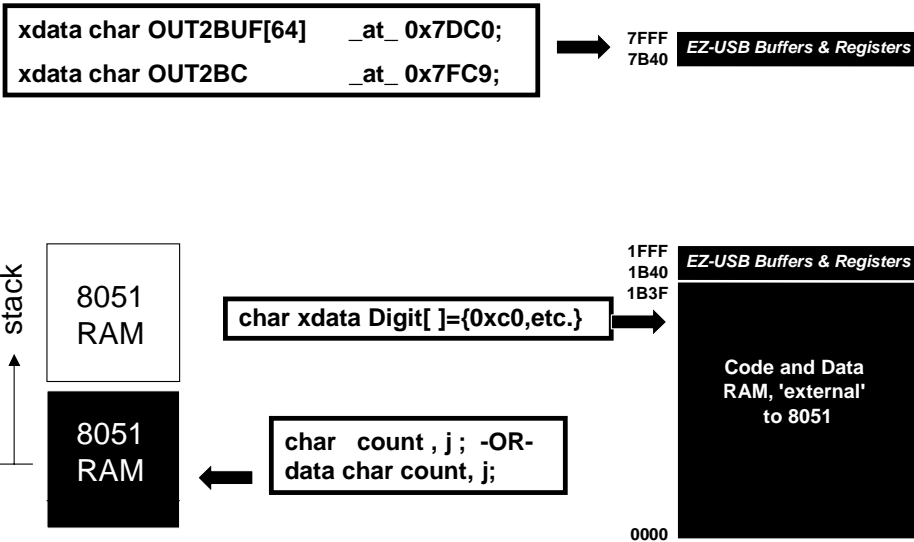 xdata char OUT2BUF[64] _at_ 0x7DC0;
xdata char OUT2BC _at_ 0x7FC9;
7FFF
7B40
EZ-USB Buffers & Registers
stack
8051
RAM
char xdata Digit[ ]={0xc0,etc.}
1FFF
1B40
1B3F
EZ-USB Buffers & Registers
Code and Data
RAM, 'external'
to 8051
8051
RAM
char count , j ; -OR-
data char count, j;
0000